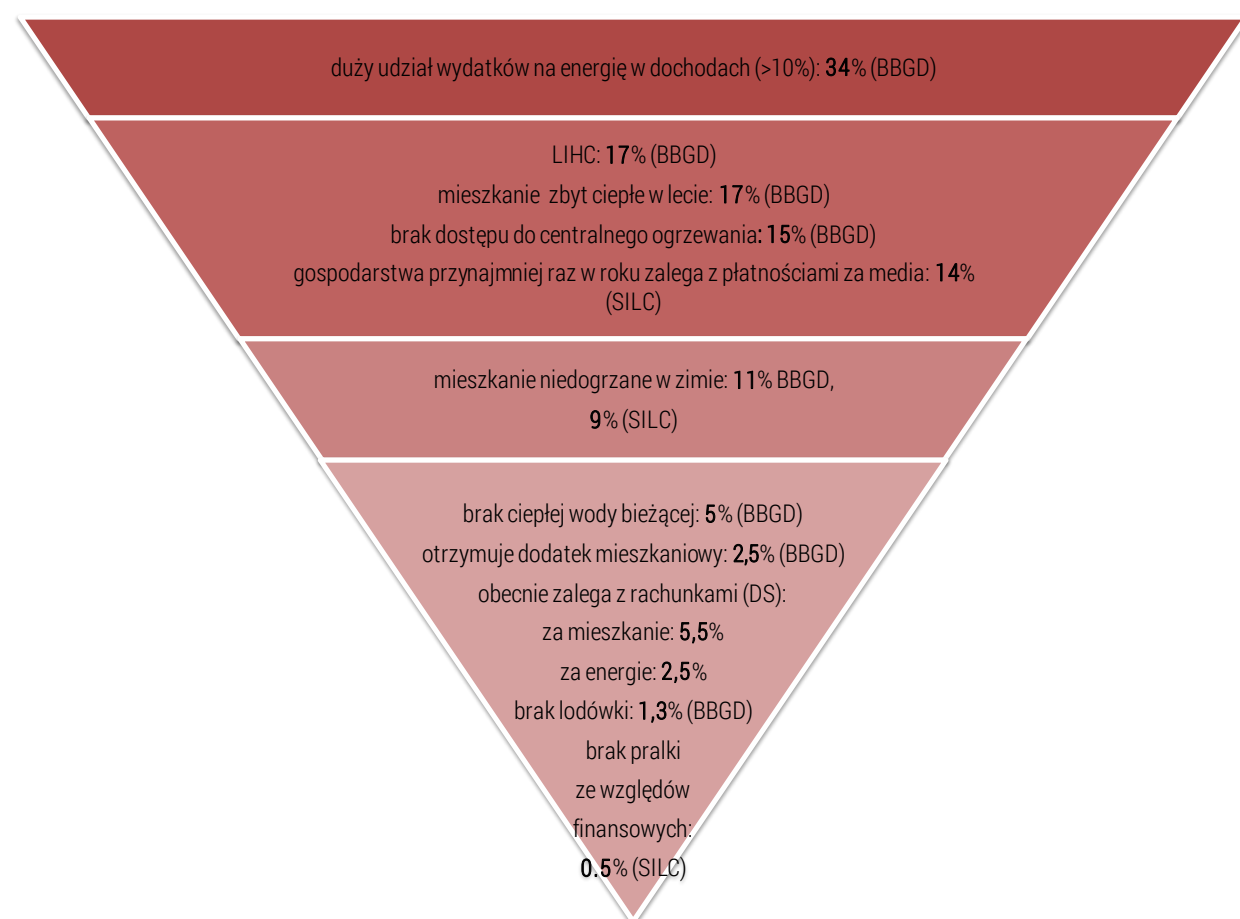 duży udział wydatków na energię w dochodach (>10%): 34% (BBGD)
LIHC: 17% (BBGD)
mieszkanie zbyt ciepłe w lecie: 17% (BBGD)
brak dostępu do centralnego ogrzewania: 15% (BBGD)
gospodarstwa przynajmniej raz w roku zalega z płatnościami za media: 14%
(SILC)
mieszkanie niedogrzane w zimie: 11% BBGD,
9% (SILC)
brak ciepłej wody bieżącej: 5% (BBGD)
otrzymuje dodatek mieszkaniowy: 2,5% (BBGD)
obecnie zalega z rachunkami (DS):
za mieszkanie: 5,5%
za energie: 2,5%
brak lodówki: 1,3% (BBGD)
brak pralki
ze względów
finansowych:
0.5% (SILC)